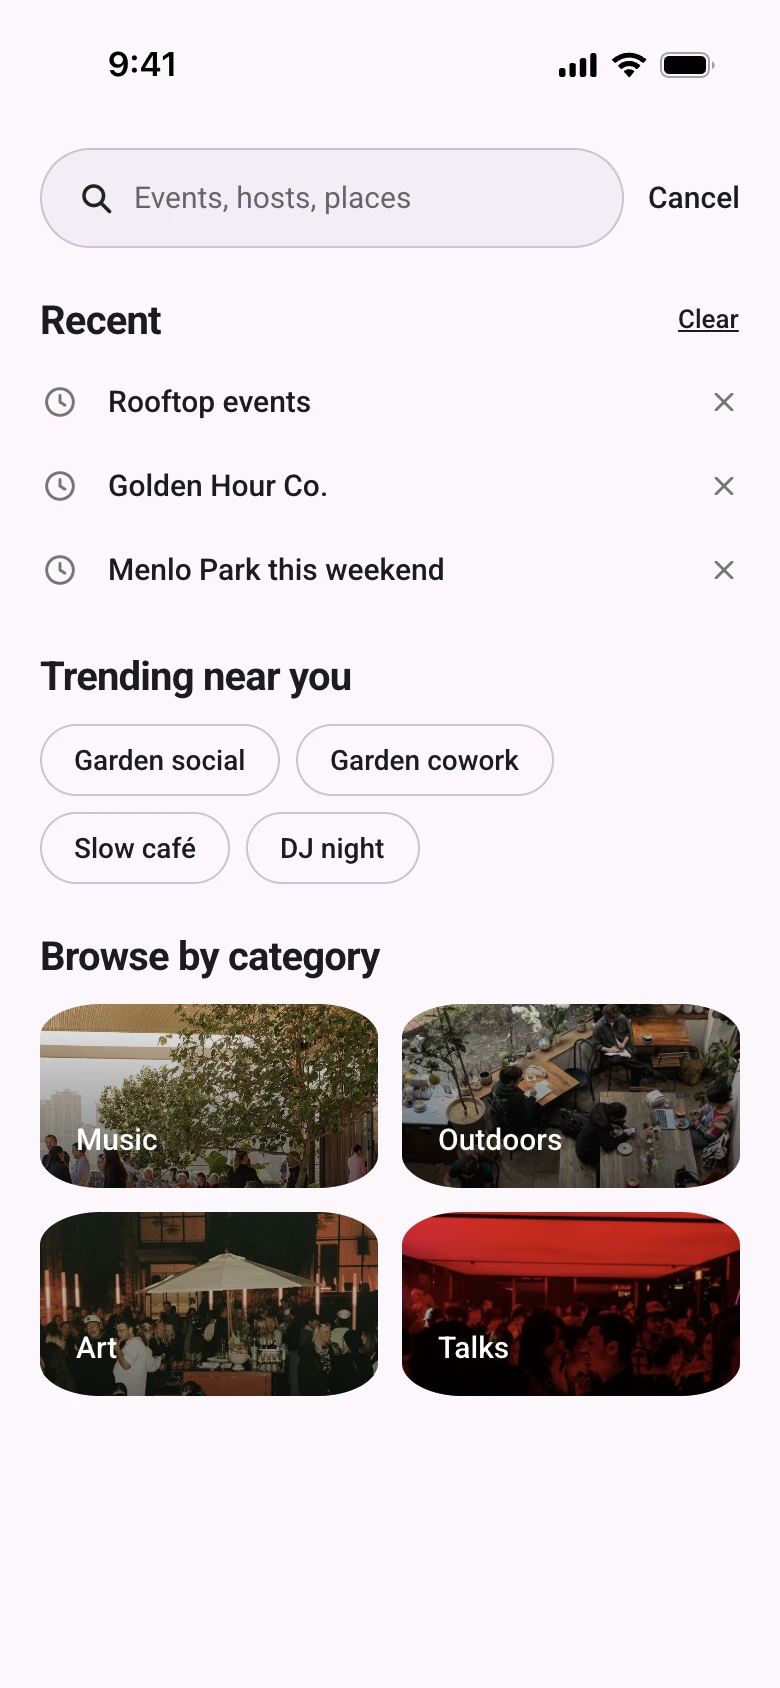 9:41
Events, hosts, places
Cancel
Recent
Clear
Rooftop events
Golden Hour Co.
Menlo Park this weekend
Trending near you
Garden social
Garden cowork
Slow café
DJ night
Browse by category
Music
Outdoors
Art
Talks